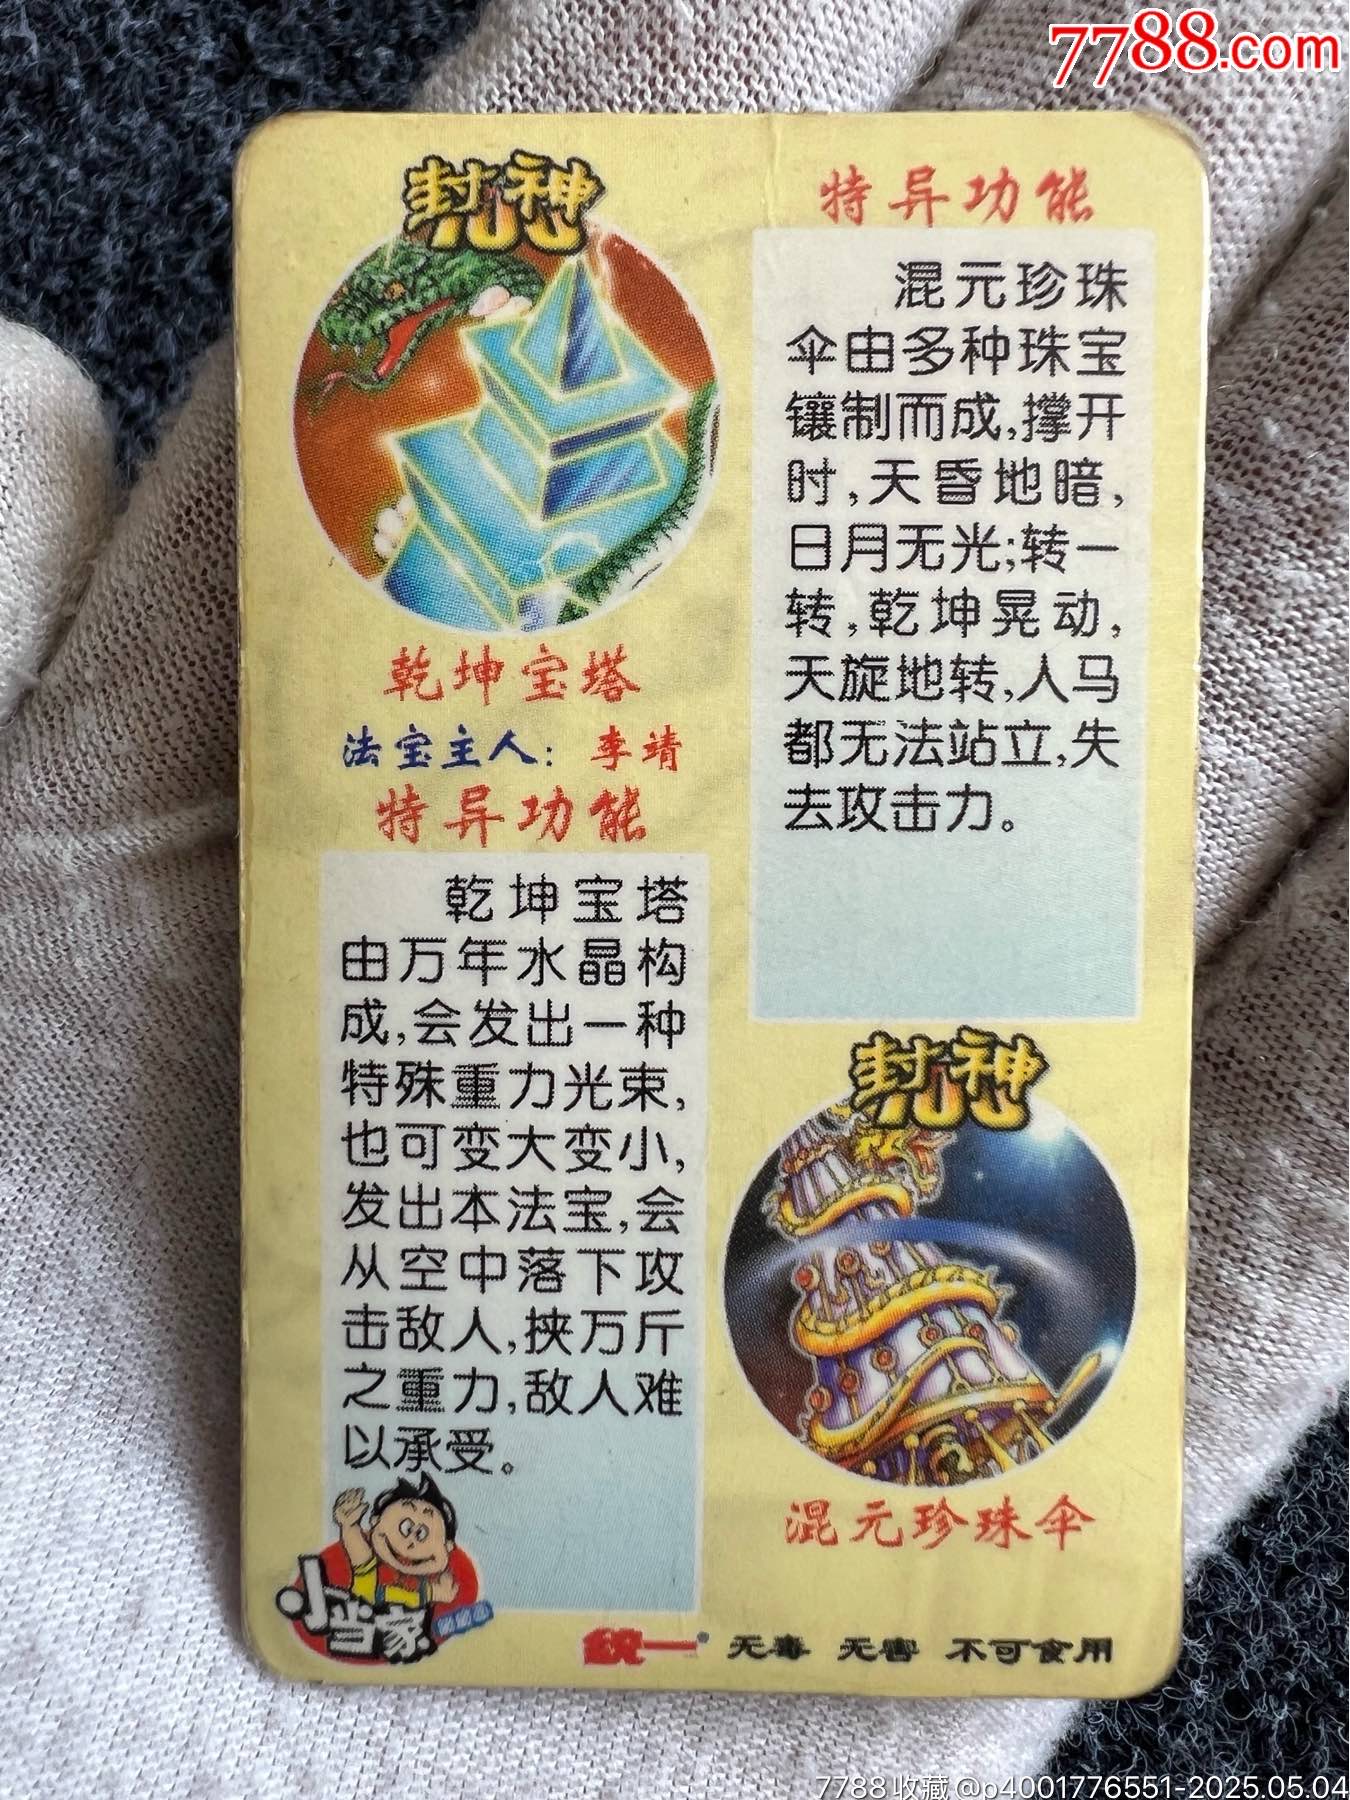 7788.com
封神
100
乾坤宝塔
法宝主人：李靖
特异功能
乾坤宝塔
由万年水晶构
成,会发出一种
特殊重力光束,
也可变大变小,
发出本法宝,会
从空中落下攻
击敌人,挟万斤
之重力,敌人难
以承受。
小当家
特异功能
混元珍珠
伞由多种珠宝
镶制而成,撑开
时,天昏地暗,
日月无光;转一
转,乾坤晃动,
天旋地转,人马
都无法站立,失
去攻击力。
封神
100
混元珍珠伞
统一 无毒 无害 不可食用
7788收藏@p4001776551-2025.05.04